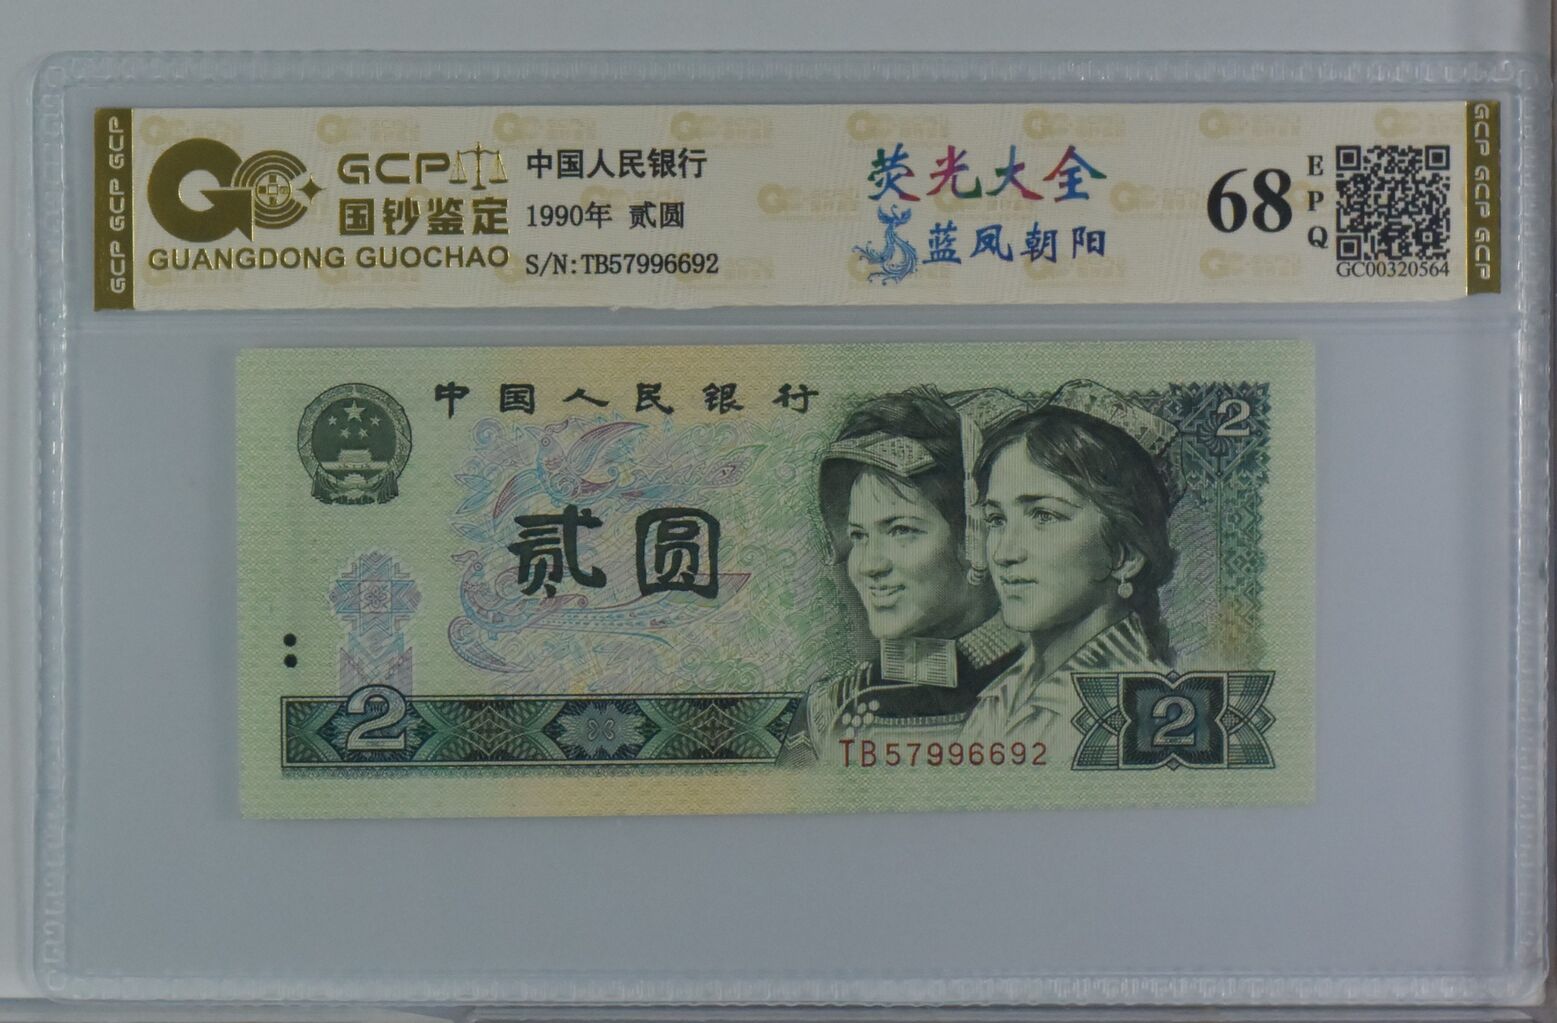 GCP GCP GCP
GCP
国钞鉴定
GUANGDONG GUOCHAO
中国人民银行
1990年 贰圆
S/N:TB57996692
荧光大全
蓝凤朝阳
68
EPQ
GC00320564
GCP GCP GCP
中国人民银行
2
贰圆
2
TB57996692
2